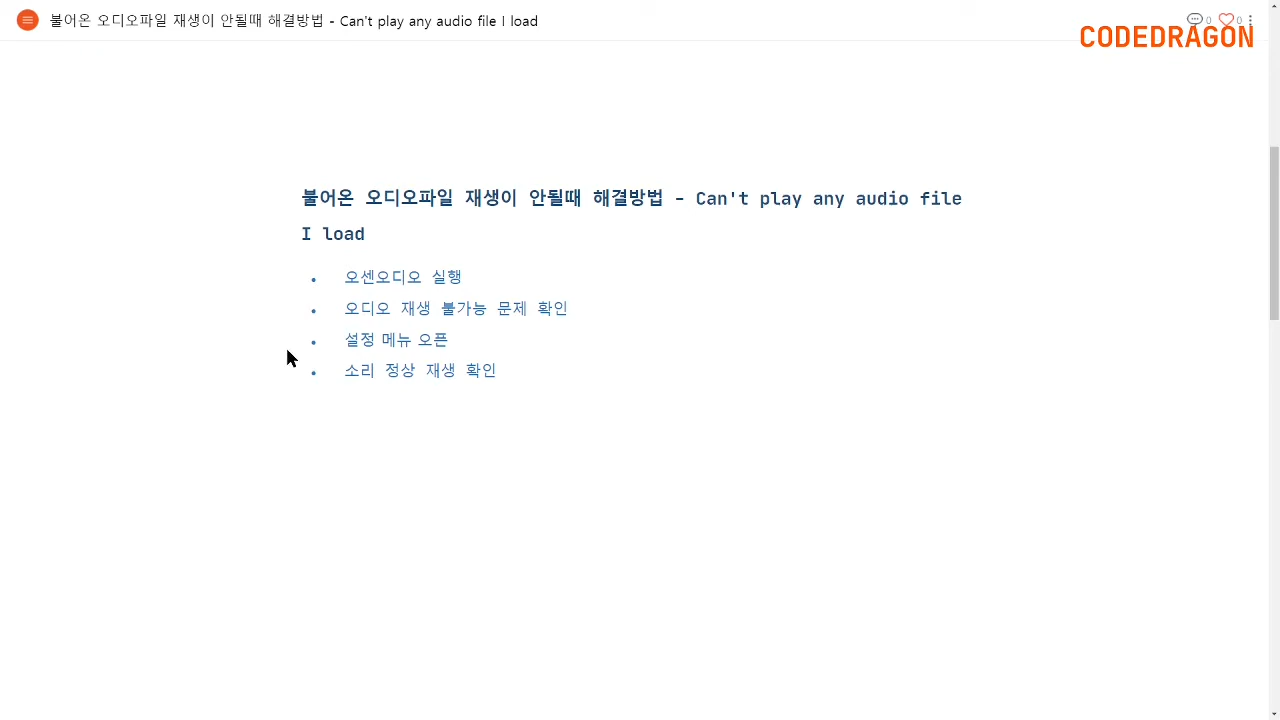 불어온 오디오파일 재생이 안될때 해결방법 - Can't play any audio file I load
0 0
CODEDRAGON
불어온 오디오파일 재생이 안될때 해결방법 - Can't play any audio file
I load
• 오센오디오 실행
• 오디오 재생 불가능 문제 확인
• 설정 메뉴 오픈
• 소리 정상 재생 확인